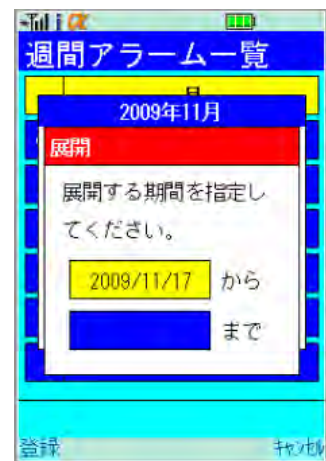 週間アラーム一覧
月
2009年11月
展開
展開する期間を指定し
てください。
2009/11/17 から
まで
登録 キャンセル